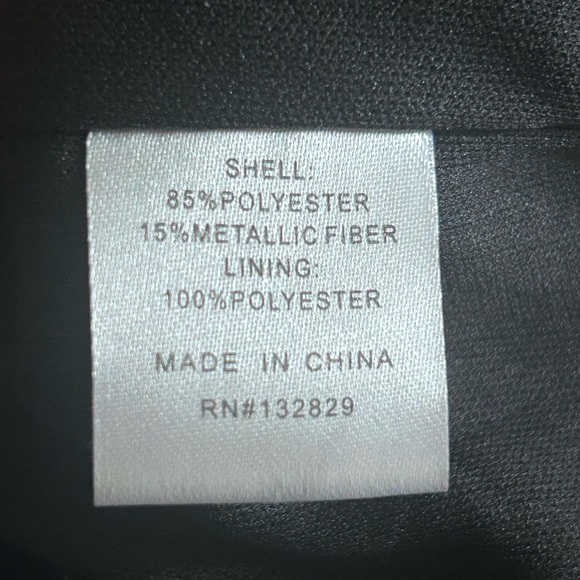 SHELL:
85%POLYESTER
15%METALLIC FIBER
LINING:
100%POLYESTER
MADE IN CHINA
RN#132829